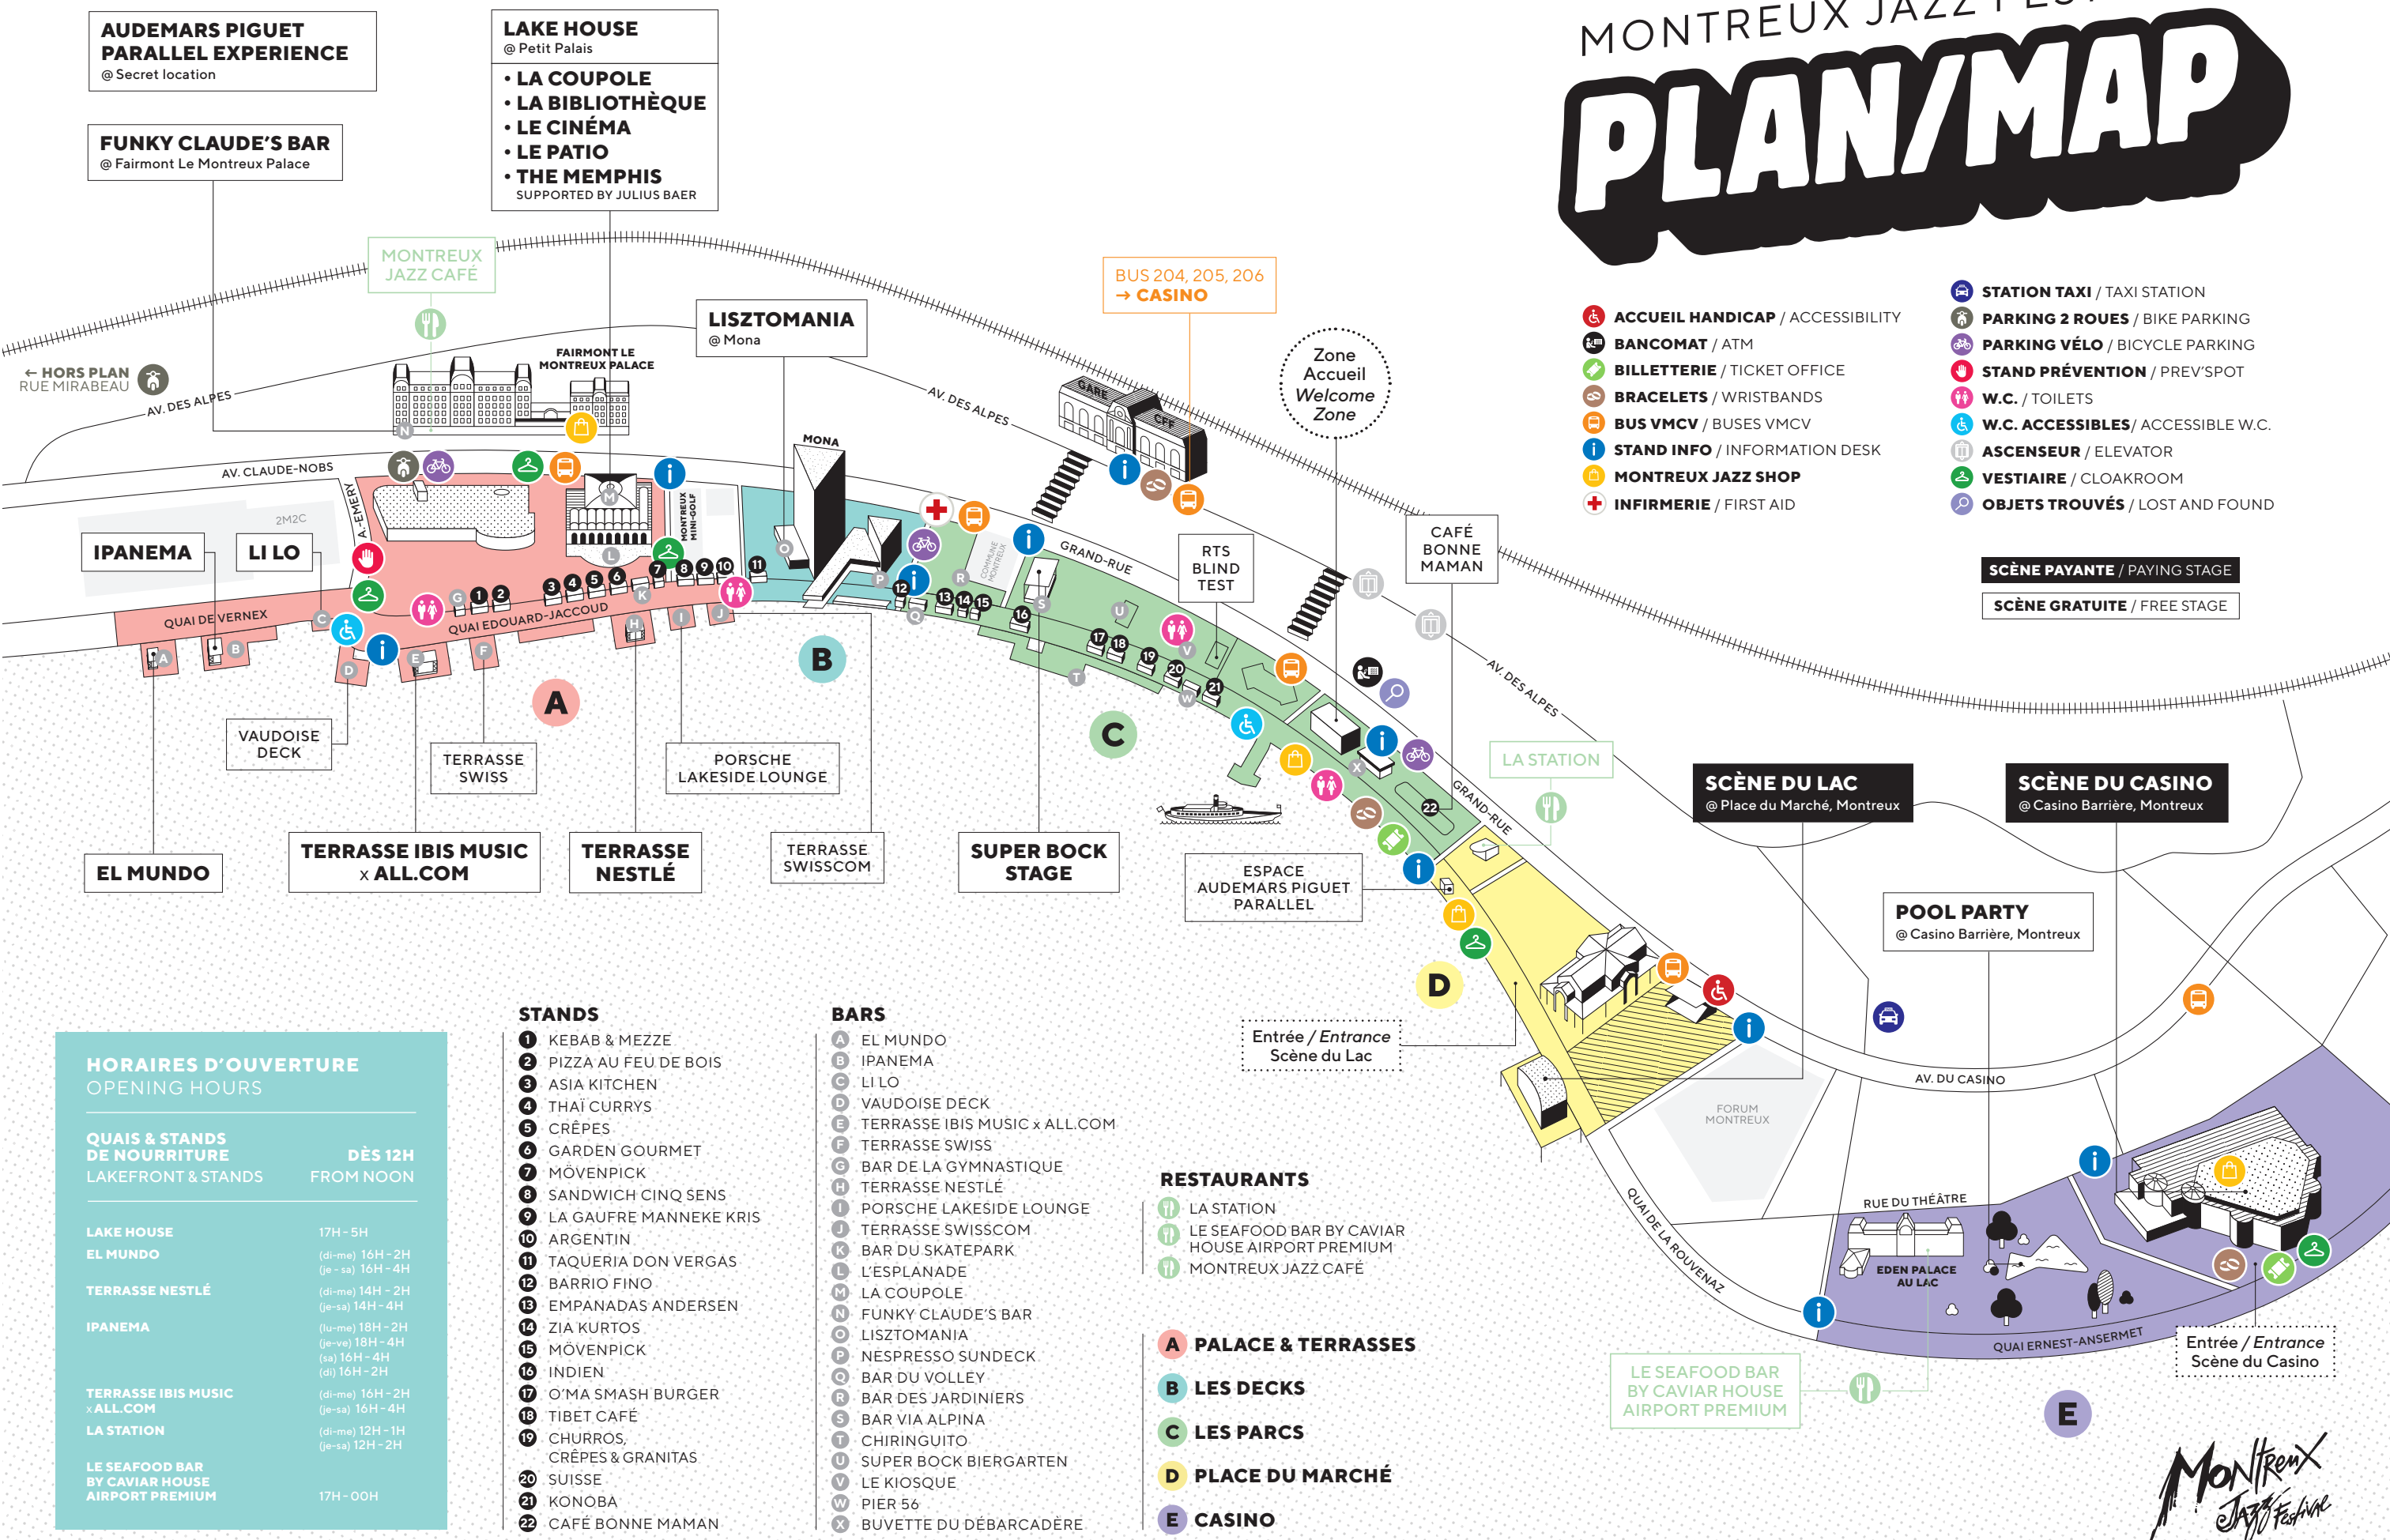 MONTREUX JAZZ
PLAN/MAP
AUDEMARS PIGUET
PARALLEL EXPERIENCE
@ Secret location
FUNKY CLAUDE'S BAR
@ Fairmont Le Montreux Palace
LAKE HOUSE
@ Petit Palais
• LA COUPOLE
• LA BIBLIOTHÈQUE
• LE CINÉMA
• LE PATIO
• THE MEMPHIS
SUPPORTED BY JULIUS BAER
MONTREUX
JAZZ CAFÉ
LISZTOMANIA
@ Mona
BUS 204, 205, 206
→ CASINO
Zone
Accueil
Welcome
Zone
← HORS PLAN
RUE MIRABEAU
FAIRMONT LE
MONTREUX PALACE
AV. DES ALPES
AV. DES ALPES
AV. DES ALPES
GARE
CFF
MONA
AV. CLAUDE-NOBS
A.-EMERY
2M2C
MONTREUX
MINI-GOLF
COMMUNE
MONTREUX
GRAND-RUE
GRAND-RUE
IPANEMA
LI LO
RTS
BLIND
TEST
CAFÉ
BONNE
MAMAN
QUAI DE VERNEX
QUAI EDOUARD-JACCOUD
A
B
C
D
E
F
G
H
I
J
K
L
M
N
O
P
Q
R
S
T
U
V
W
X
1
2
3
4
5
6
7
8
9
10
11
12
13
14
15
16
17
18
19
20
21
22
A
B
C
D
E
VAUDOISE
DECK
TERRASSE
SWISS
PORSCHE
LAKESIDE LOUNGE
EL MUNDO
TERRASSE IBIS MUSIC
x ALL.COM
TERRASSE
NESTLÉ
TERRASSE
SWISSCOM
SUPER BOCK
STAGE
ESPACE
AUDEMARS PIGUET
PARALLEL
LA STATION
SCÈNE DU LAC
@ Place du Marché, Montreux
SCÈNE DU CASINO
@ Casino Barrière, Montreux
POOL PARTY
@ Casino Barrière, Montreux
Entrée / Entrance
Scène du Lac
FORUM
MONTREUX
AV. DU CASINO
RUE DU THÉÂTRE
EDEN PALACE
AU LAC
QUAI DE LA ROUVENAZ
QUAI ERNEST-ANSERMET
Entrée / Entrance
Scène du Casino
LE SEAFOOD BAR
BY CAVIAR HOUSE
AIRPORT PREMIUM
ACCUEIL HANDICAP / ACCESSIBILITY
BANCOMAT / ATM
BILLETTERIE / TICKET OFFICE
BRACELETS / WRISTBANDS
BUS VMCV / BUSES VMCV
STAND INFO / INFORMATION DESK
MONTREUX JAZZ SHOP
INFIRMERIE / FIRST AID
STATION TAXI / TAXI STATION
PARKING 2 ROUES / BIKE PARKING
PARKING VÉLO / BICYCLE PARKING
STAND PRÉVENTION / PREV'SPOT
W.C. / TOILETS
W.C. ACCESSIBLES/ ACCESSIBLE W.C.
ASCENSEUR / ELEVATOR
VESTIAIRE / CLOAKROOM
OBJETS TROUVÉS / LOST AND FOUND
SCÈNE PAYANTE / PAYING STAGE
SCÈNE GRATUITE / FREE STAGE
HORAIRES D'OUVERTURE
OPENING HOURS
QUAIS & STANDS
DE NOURRITURE DÈS 12H
LAKEFRONT & STANDS FROM NOON
LAKE HOUSE 17H - 5H
EL MUNDO (di-me) 16H - 2H
(je - sa) 16H - 4H
TERRASSE NESTLÉ (di-me) 14H - 2H
(je-sa) 14H - 4H
IPANEMA (lu-me) 18H - 2H
(je-ve) 18H - 4H
(sa) 16H - 4H
(di) 16H - 2H
TERRASSE IBIS MUSIC (di-me) 16H - 2H
x ALL.COM (je-sa) 16H - 4H
LA STATION (di-me) 12H - 1H
(je-sa) 12H - 2H
LE SEAFOOD BAR
BY CAVIAR HOUSE
AIRPORT PREMIUM 17H - 00H
STANDS
1 KEBAB & MEZZE
2 PIZZA AU FEU DE BOIS
3 ASIA KITCHEN
4 THAÏ CURRYS
5 CRÊPES
6 GARDEN GOURMET
7 MÖVENPICK
8 SANDWICH CINQ SENS
9 LA GAUFRE MANNEKE KRIS
10 ARGENTIN
11 TAQUERIA DON VERGAS
12 BARRIO FINO
13 EMPANADAS ANDERSEN
14 ZIA KURTOS
15 MÖVENPICK
16 INDIEN
17 O'MA SMASH BURGER
18 TIBET CAFÉ
19 CHURROS,
CRÊPES & GRANITAS
20 SUISSE
21 KONOBA
22 CAFÉ BONNE MAMAN
BARS
A EL MUNDO
B IPANEMA
C LI LO
D VAUDOISE DECK
E TERRASSE IBIS MUSIC x ALL.COM
F TERRASSE SWISS
G BAR DE LA GYMNASTIQUE
H TERRASSE NESTLÉ
I PORSCHE LAKESIDE LOUNGE
J TERRASSE SWISSCOM
K BAR DU SKATEPARK
L L'ESPLANADE
M LA COUPOLE
N FUNKY CLAUDE'S BAR
O LISZTOMANIA
P NESPRESSO SUNDECK
Q BAR DU VOLLEY
R BAR DES JARDINIERS
S BAR VIA ALPINA
T CHIRINGUITO
U SUPER BOCK BIERGARTEN
V LE KIOSQUE
W PIER 56
X BUVETTE DU DÉBARCADÈRE
RESTAURANTS
LA STATION
LE SEAFOOD BAR BY CAVIAR
HOUSE AIRPORT PREMIUM
MONTREUX JAZZ CAFÉ
A PALACE & TERRASSES
B LES DECKS
C LES PARCS
D PLACE DU MARCHÉ
E CASINO
MONTREUX
JAZZ Festival